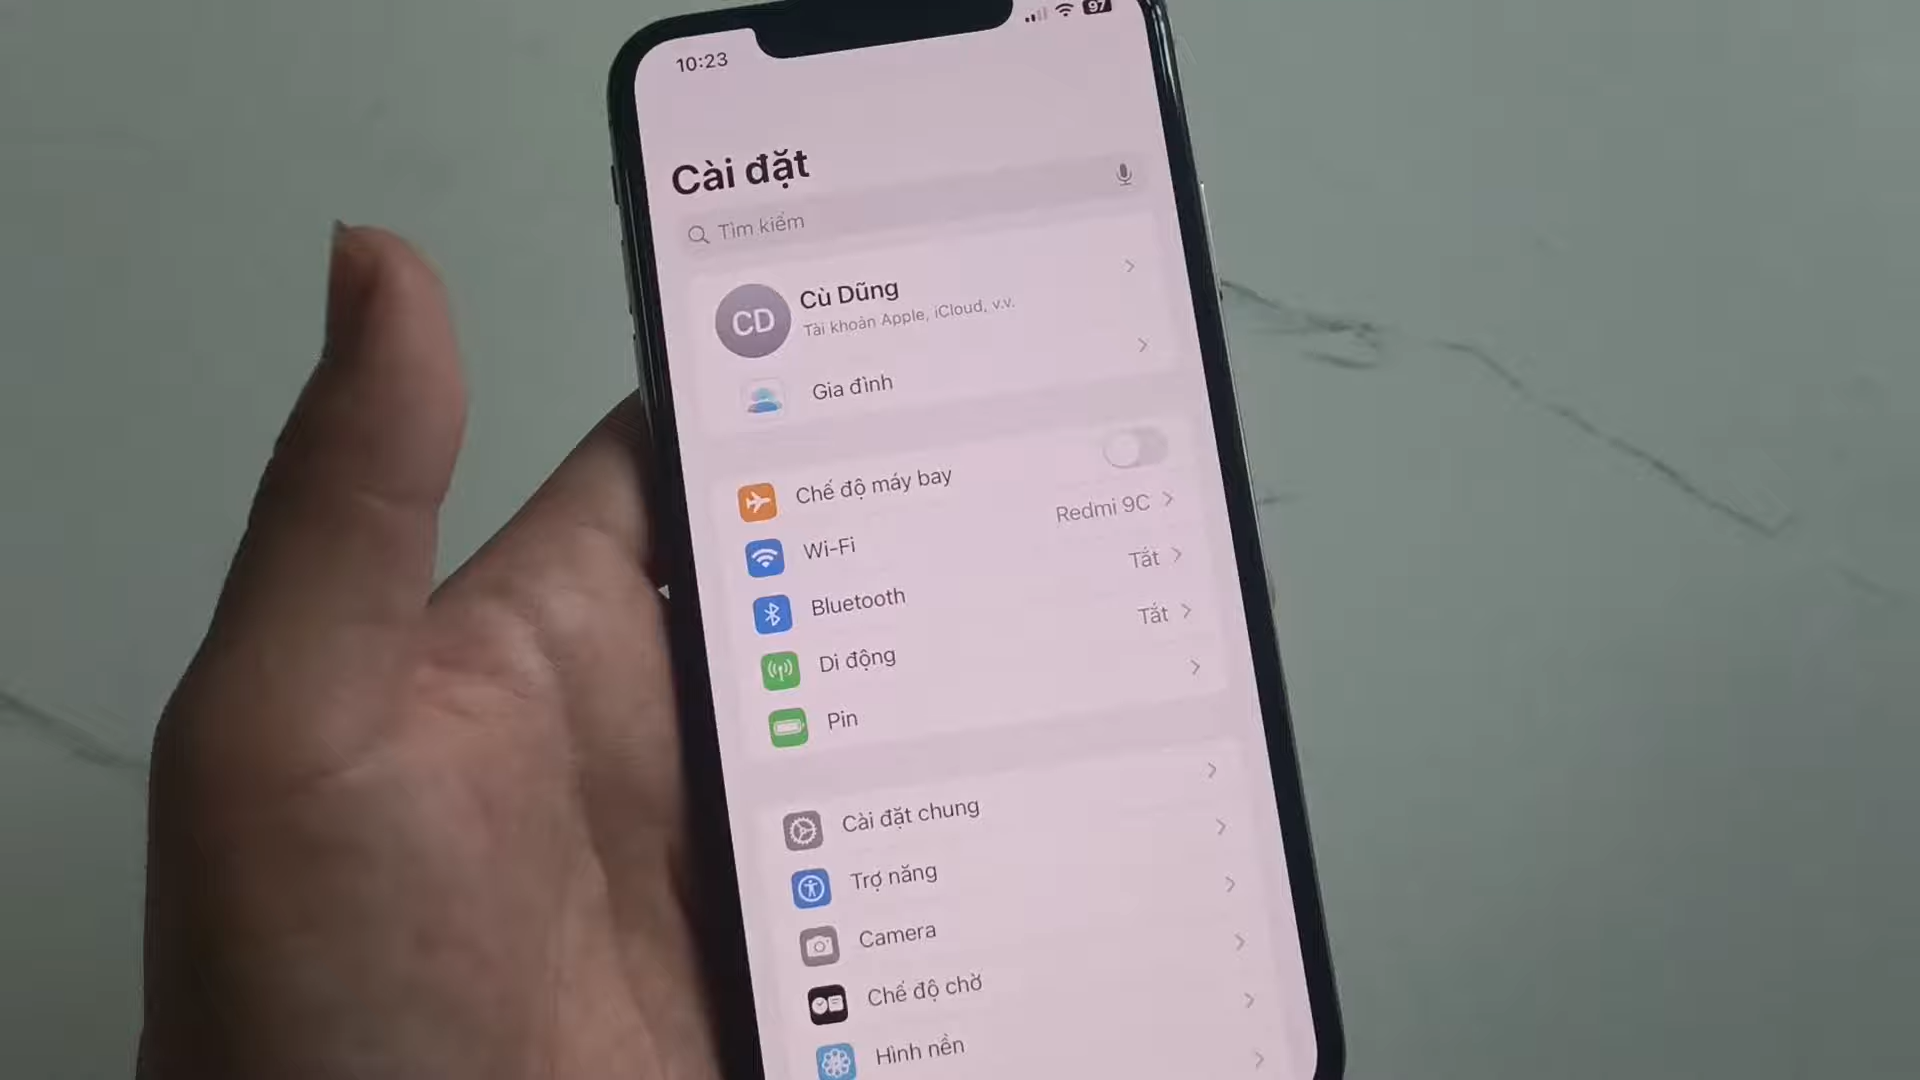 10:23
97
Cài đặt
Tìm kiếm
CD
Cù Dũng
Tài khoản Apple, iCloud, v.v.
Gia đình
Chế độ máy bay
Wi-Fi
Redmi 9C
Bluetooth
Tắt
Di động
Tắt
Pin
Cài đặt chung
Trợ năng
Camera
Chế độ chờ
Hình nền